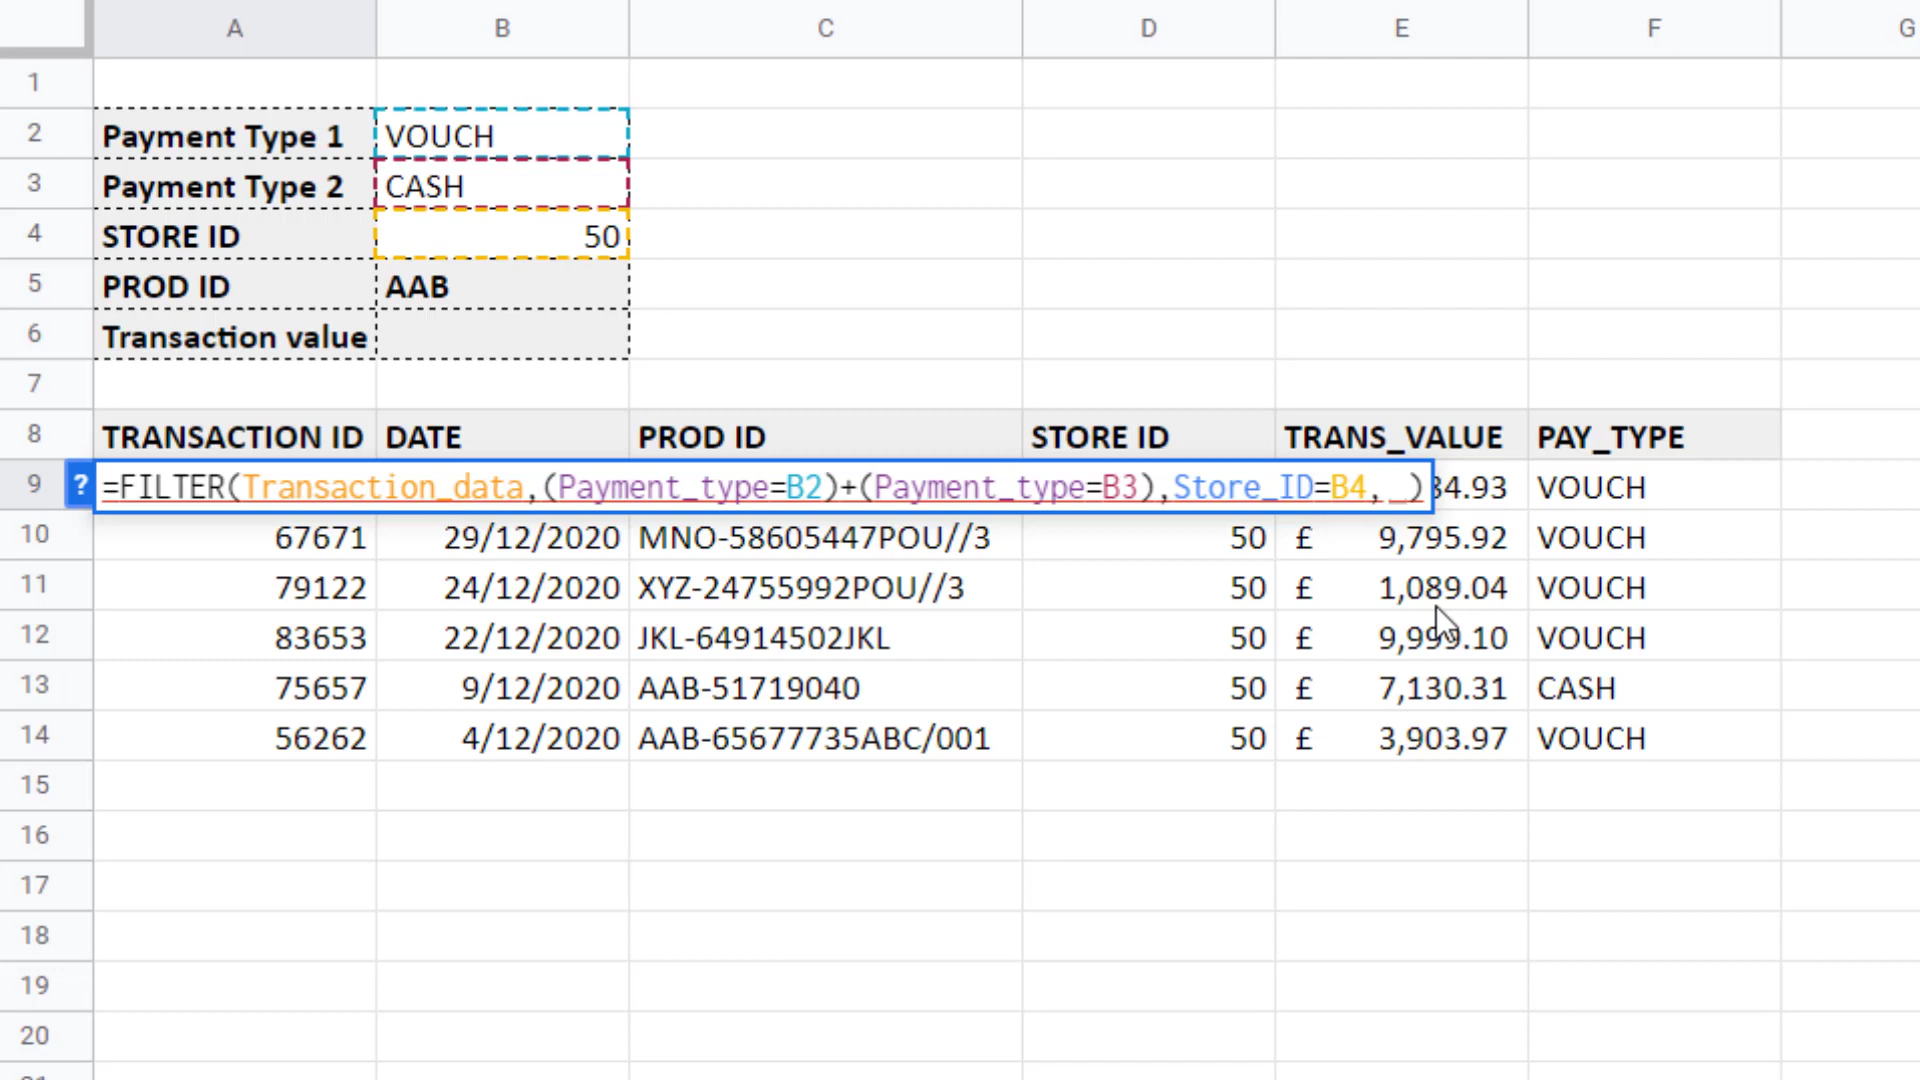 A B C D E F G
1
2 Payment Type 1 VOUCH
3 Payment Type 2 CASH
4 STORE ID 50
5 PROD ID AAB
6 Transaction value
7
8 TRANSACTION ID DATE PROD ID STORE ID TRANS_VALUE PAY_TYPE
9 ? =FILTER(Transaction_data,(Payment_type=B2)+(Payment_type=B3),Store_ID=B4, _) 34.93 VOUCH
10 67671 29/12/2020 MNO-58605447POU//3 50 £ 9,795.92 VOUCH
11 79122 24/12/2020 XYZ-24755992POU//3 50 £ 1,089.04 VOUCH
12 83653 22/12/2020 JKL-64914502JKL 50 £ 9,999.10 VOUCH
13 75657 9/12/2020 AAB-51719040 50 £ 7,130.31 CASH
14 56262 4/12/2020 AAB-65677735ABC/001 50 £ 3,903.97 VOUCH
15
16
17
18
19
20